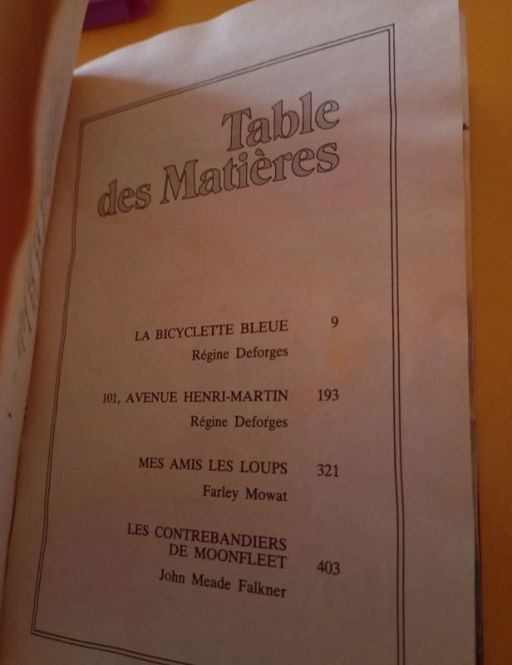 Table
des Matières
LA BICYCLETTE BLEUE 9
Régine Deforges
101, AVENUE HENRI-MARTIN 193
Régine Deforges
MES AMIS LES LOUPS 321
Farley Mowat
LES CONTREBANDIERS
DE MOONFLEET 403
John Meade Falkner